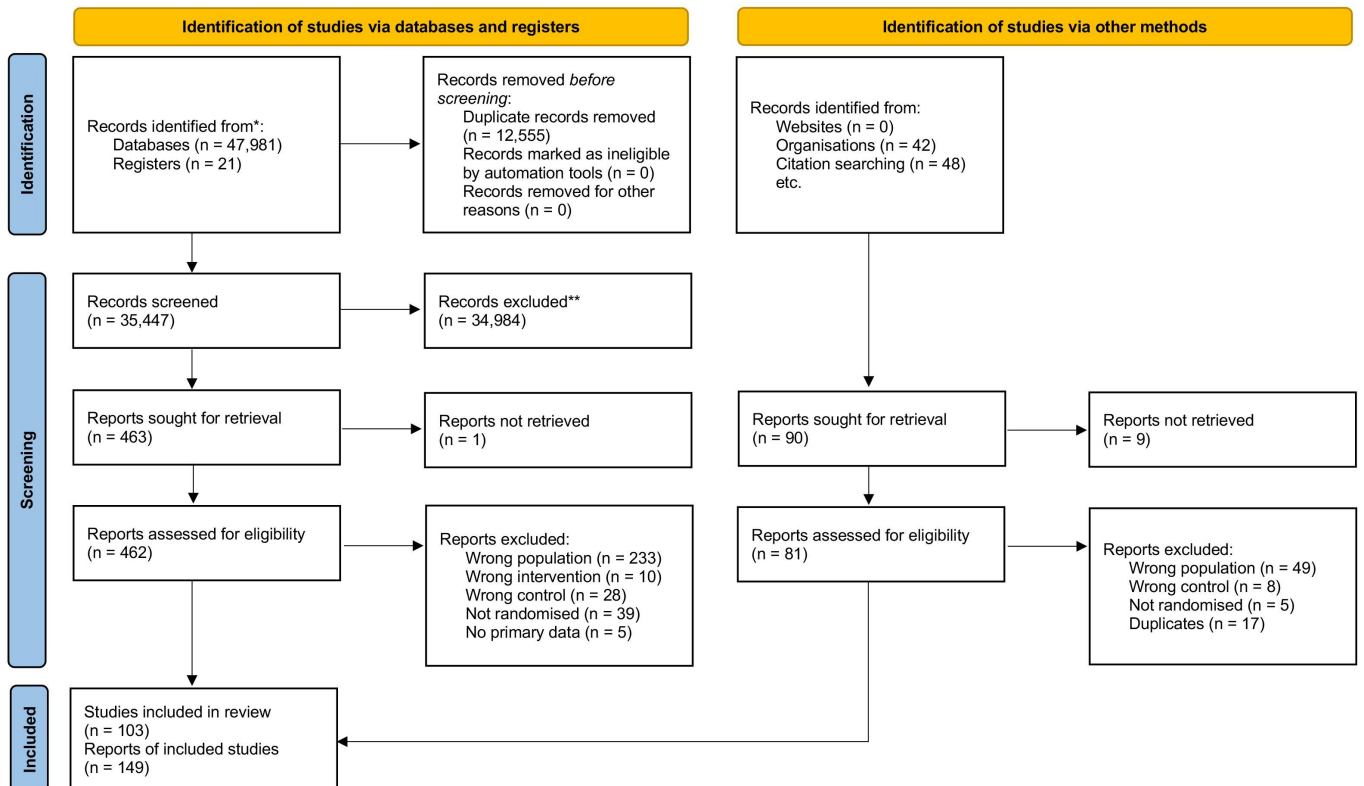 Identification of studies via databases and registers
Identification of studies via other methods
Identification
Records identified from*:
Databases (n = 47,981)
Registers (n = 21)
Records removed before
screening:
Duplicate records removed
(n = 12,555)
Records marked as ineligible
by automation tools (n = 0)
Records removed for other
reasons (n = 0)
Records identified from:
Websites (n = 0)
Organisations (n = 42)
Citation searching (n = 48)
etc.
Screening
Records screened
(n = 35,447)
Records excluded**
(n = 34,984)
Reports sought for retrieval
(n = 463)
Reports not retrieved
(n = 1)
Reports sought for retrieval
(n = 90)
Reports not retrieved
(n = 9)
Reports assessed for eligibility
(n = 462)
Reports excluded:
Wrong population (n = 233)
Wrong intervention (n = 10)
Wrong control (n = 28)
Not randomised (n = 39)
No primary data (n = 5)
Reports assessed for eligibility
(n = 81)
Reports excluded:
Wrong population (n = 49)
Wrong control (n = 8)
Not randomised (n = 5)
Duplicates (n = 17)
Included
Studies included in review
(n = 103)
Reports of included studies
(n = 149)